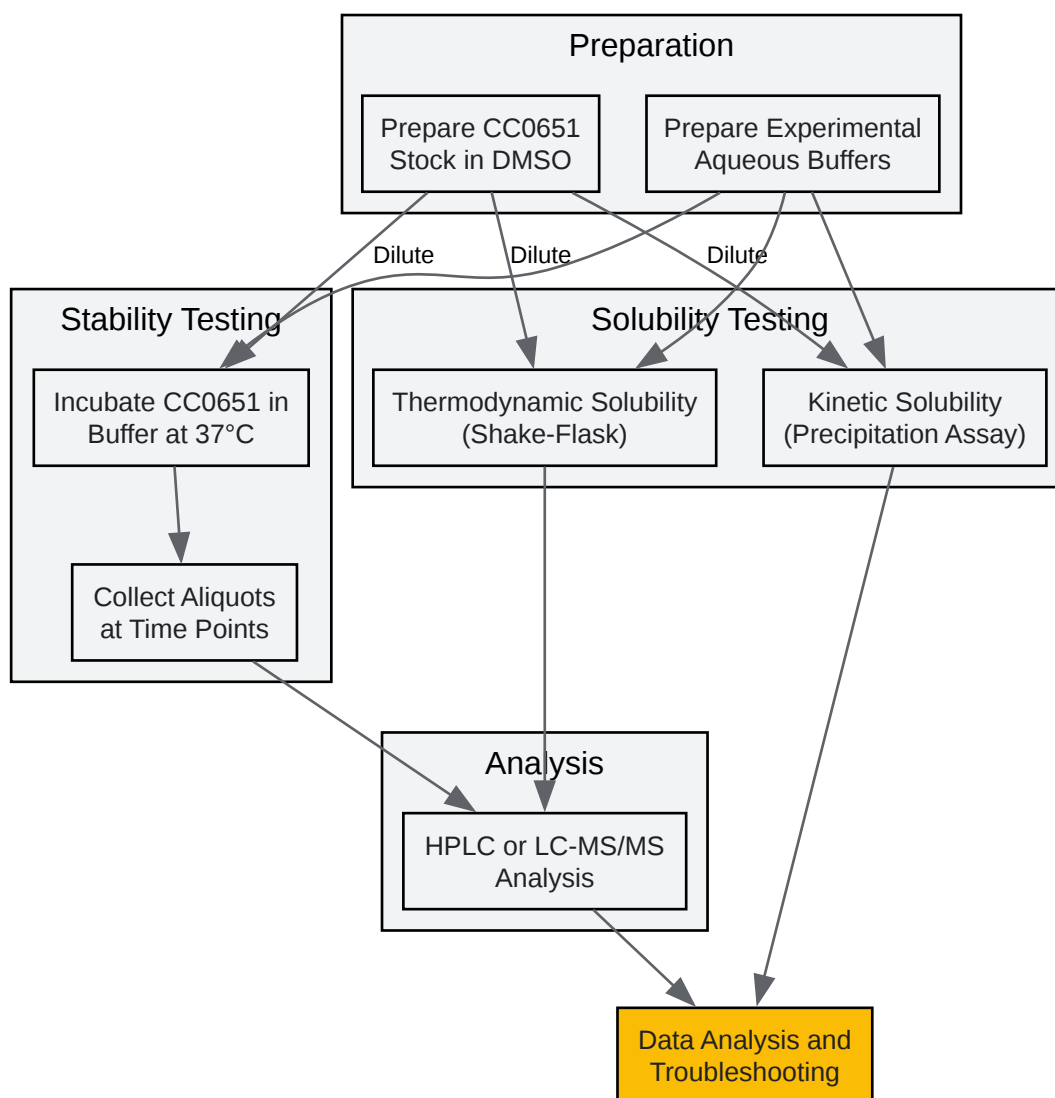 Preparation
Prepare CC0651
Stock in DMSO
Prepare Experimental
Aqueous Buffers
Dilute
Dilute
Dilute
Stability Testing
Incubate CC0651 in
Buffer at 37°C
Collect Aliquots
at Time Points
Solubility Testing
Thermodynamic Solubility
(Shake-Flask)
Kinetic Solubility
(Precipitation Assay)
Analysis
HPLC or LC-MS/MS
Analysis
Data Analysis and
Troubleshooting